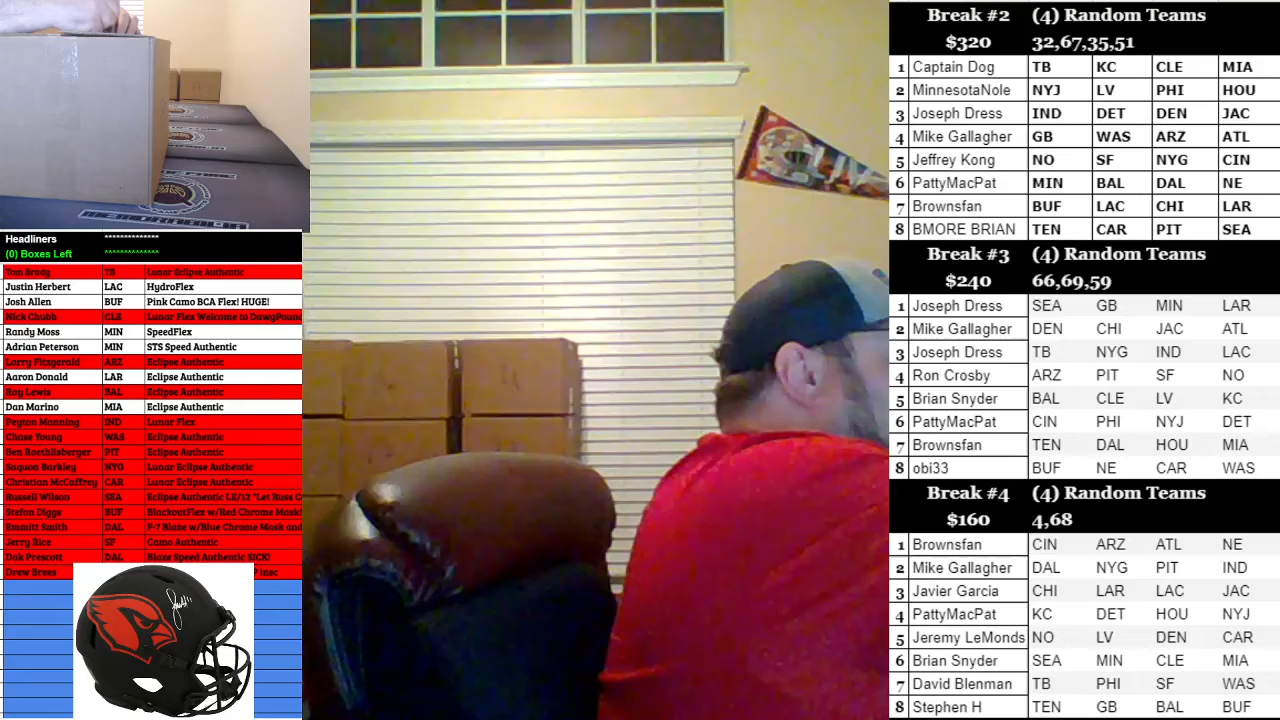 Headliners **************
(0) Boxes Left **************
Tom Brady TB Lunar Eclipse Authentic
Justin Herbert LAC HydroFlex
Josh Allen BUF Pink Camo BCA Flex! HUGE!
Nick Chubb CLE Lunar Flex Welcome to DawgPound
Randy Moss MIN SpeedFlex
Adrian Peterson MIN STS Speed Authentic
Larry Fitzgerald ARZ Eclipse Authentic
Aaron Donald LAR Eclipse Authentic
Ray Lewis BAL Eclipse Authentic
Dan Marino MIA Eclipse Authentic
Peyton Manning IND Lunar Flex
Chase Young WAS Eclipse Authentic
Ben Roethlisberger PIT Eclipse Authentic
Saquon Barkley NYG Lunar Eclipse Authentic
Christian McCaffrey CAR Lunar Eclipse Authentic
Russell Wilson SEA Eclipse Authentic LE/12 "Let Russ C
Stefon Diggs BUF BlackoutFlex w/Red Chrome Mask!
Emmitt Smith DAL F-7 Blaze w/Blue Chrome Mask and
Jerry Rice SF Camo Authentic
Dak Prescott DAL Blaze Speed Authentic SICK!
Drew Brees Insc
Break #2 (4) Random Teams
$320 32,67,35,51
1 Captain Dog TB KC CLE MIA
2 MinnesotaNole NYJ LV PHI HOU
3 Joseph Dress IND DET DEN JAC
4 Mike Gallagher GB WAS ARZ ATL
5 Jeffrey Kong NO SF NYG CIN
6 PattyMacPat MIN BAL DAL NE
7 Brownsfan BUF LAC CHI LAR
8 BMORE BRIAN TEN CAR PIT SEA
Break #3 (4) Random Teams
$240 66,69,59
1 Joseph Dress SEA GB MIN LAR
2 Mike Gallagher DEN CHI JAC ATL
3 Joseph Dress TB NYG IND LAC
4 Ron Crosby ARZ PIT SF NO
5 Brian Snyder BAL CLE LV KC
6 PattyMacPat CIN PHI NYJ DET
7 Brownsfan TEN DAL HOU MIA
8 obi33 BUF NE CAR WAS
Break #4 (4) Random Teams
$160 4,68
1 Brownsfan CIN ARZ ATL NE
2 Mike Gallagher DAL NYG PIT IND
3 Javier Garcia CHI LAR LAC JAC
4 PattyMacPat KC DET HOU NYJ
5 Jeremy LeMonds NO LV DEN CAR
6 Brian Snyder SEA MIN CLE MIA
7 David Blenman TB PHI SF WAS
8 Stephen H TEN GB BAL BUF